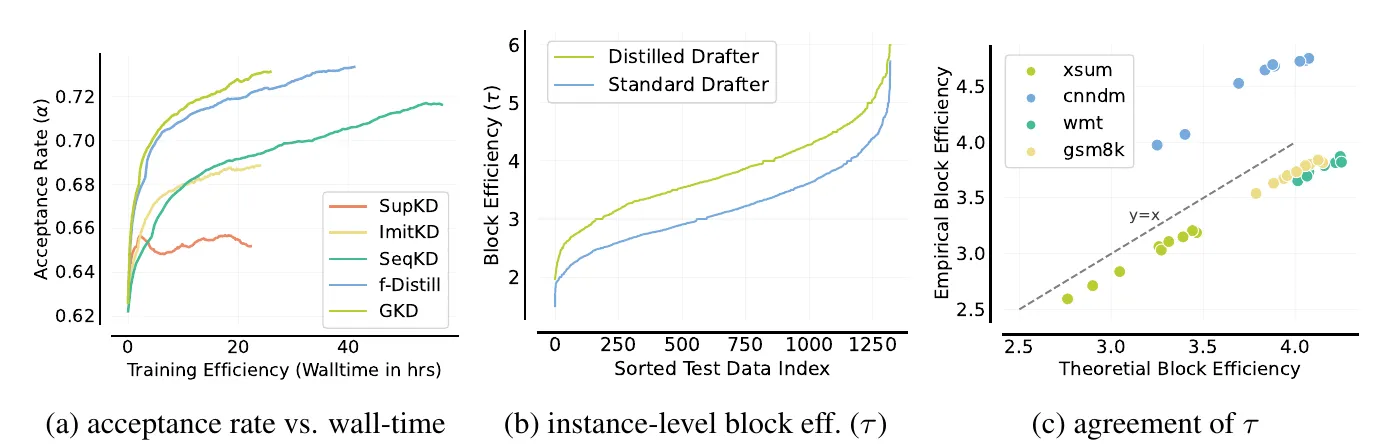 Acceptance Rate (α)
0.72
0.70
0.68
0.66
0.64
0.62
SupKD
ImitKD
SeqKD
f-Distill
GKD
0 20 40
Training Efficiency (Walltime in hrs)
(a) acceptance rate vs. wall-time
Block Efficiency (τ)
6
5
4
3
2
Distilled Drafter
Standard Drafter
0 250 500 750 1000 1250
Sorted Test Data Index
(b) instance-level block eff. (τ)
Empirical Block Efficiency
4.5
4.0
3.5
3.0
2.5
xsum
cnndm
wmt
gsm8k
y=x
2.5 3.0 3.5 4.0
Theoretial Block Efficiency
(c) agreement of τ